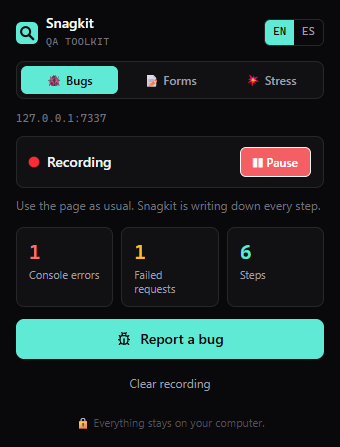 Snagkit
QA TOOLKIT
EN ES
Bugs Forms Stress
127.0.0.1:7337
Recording
Pause
Use the page as usual. Snagkit is writing down every step.
1
Console errors
1
Failed
requests
6
Steps
Report a bug
Clear recording
Everything stays on your computer.